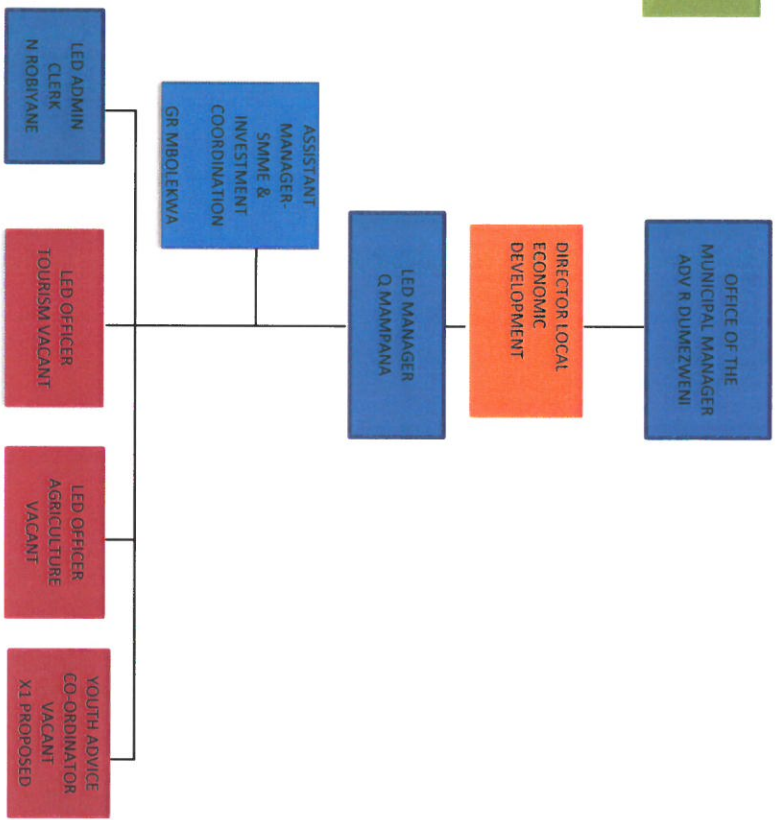 OFFICE OF THE
MUNICIPAL MANAGER
ADV R DUMEZWENI
DIRECTOR LOCAL
ECONOMIC
DEVELOPMENT
LED MANAGER
Q MAMPANA
ASSISTANT
MANAGER-
SMME &
INVESTMENT
COORDINATION
GR MBOLEKWA
LED ADMIN
CLERK
N ROBIYANE
LED OFFICER
TOURISM VACANT
LED OFFICER
AGRICULTURE
VACANT
YOUTH ADVICE
CO-ORDINATOR
VACANT
X1 PROPOSED